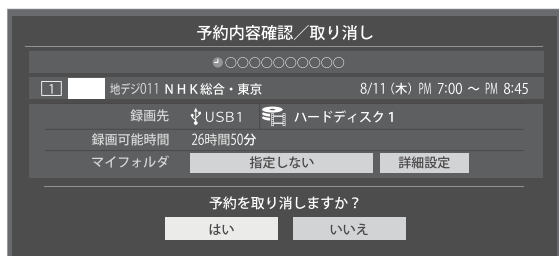 予約内容確認／取り消し
○○○○○○○○○○
1 地デジ011 NHK総合・東京 8/11 (木) PM 7:00 ～ PM 8:45
録画先 USB1 ハードディスク1
録画可能時間 26時間50分
マイフォルダ 指定しない 詳細設定
予約を取り消しますか？
はい いいえ